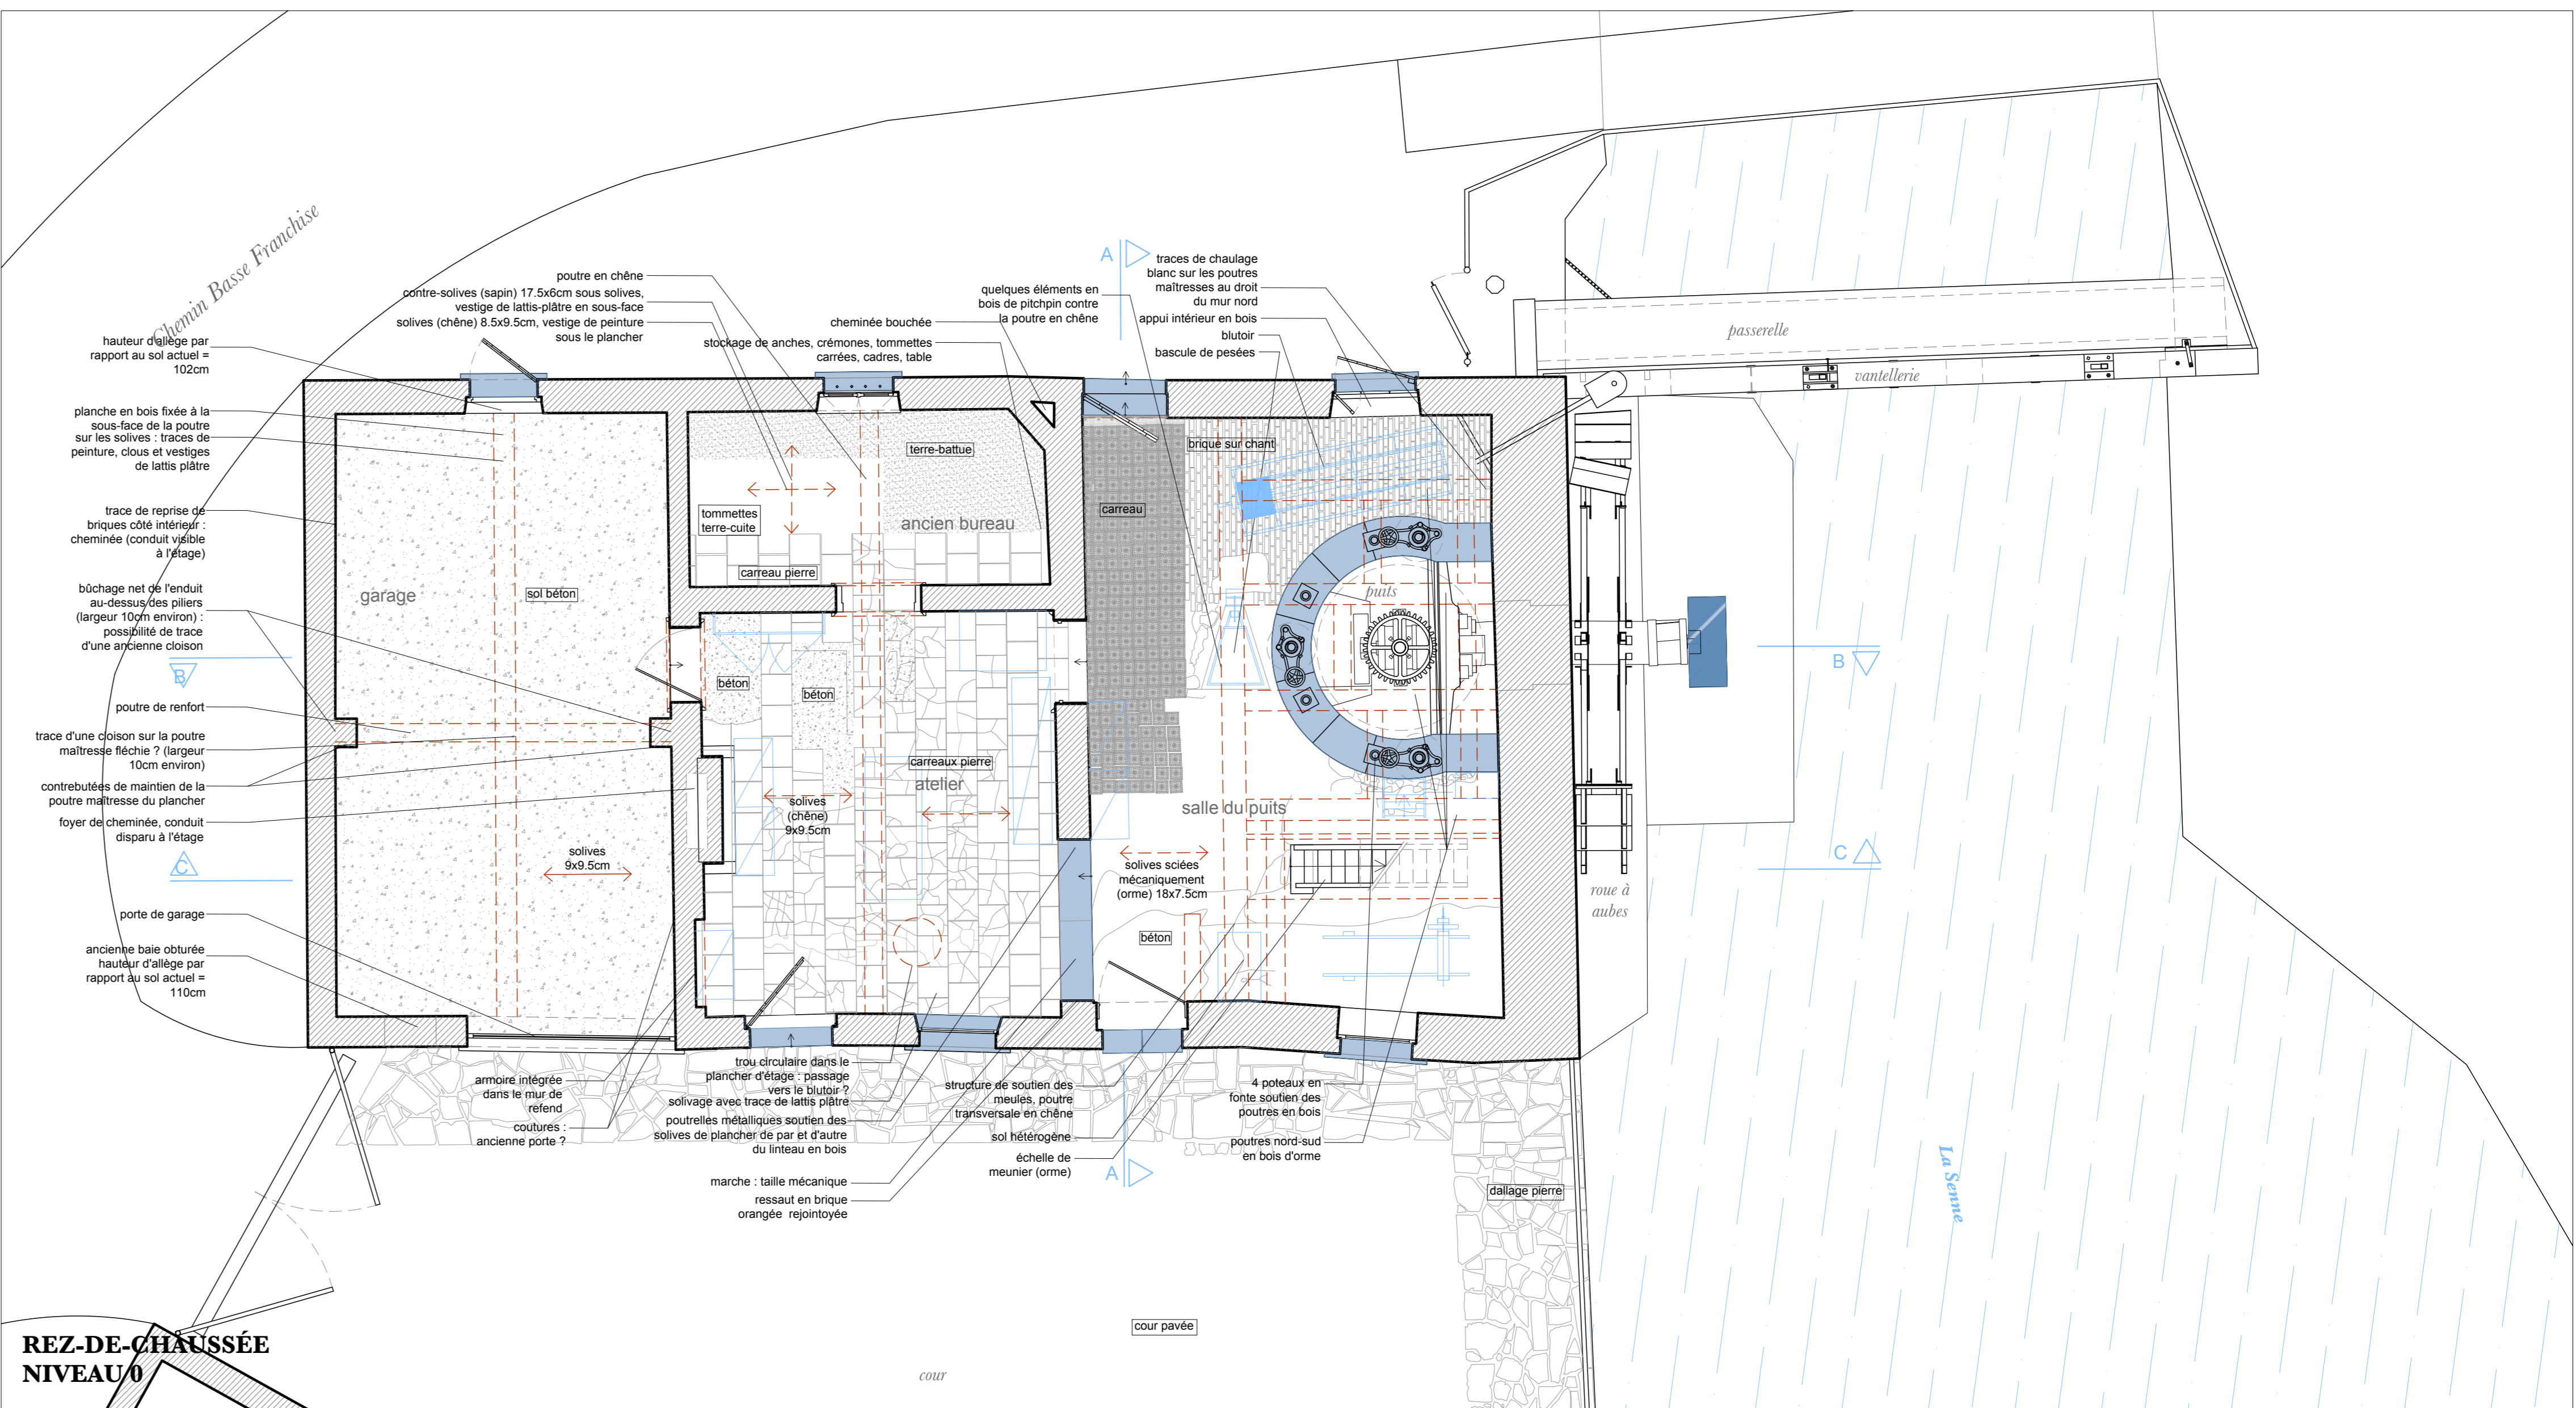 Chemin Basse Franchise
poutre en chêne
contre-solives (sapin) 17.5x6cm sous solives,
vestige de lattis-plâtre en sous-face
solives (chêne) 8.5x9.5cm, vestige de peinture
sous le plancher
cheminée bouchée
stockage de anches, crémones, tommettes
carrées, cadres, table
quelques éléments en
bois de pitchpin contre
la poutre en chêne
A
traces de chaulage
blanc sur les poutres
maîtresses au droit
du mur nord
appui intérieur en bois
blutoir
bascule de pesées
passerelle
vantellerie
hauteur d'allège par
rapport au sol actuel =
102cm
planche en bois fixée à la
sous-face de la poutre
sur les solives : traces de
peinture, clous et vestiges
de lattis plâtre
trace de reprise de
briques côté intérieur :
cheminée (conduit visible
à l'étage)
bûchage net de l'enduit
au-dessus des piliers
(largeur 10cm environ) :
possibilité de trace
d'une ancienne cloison
B
poutre de renfort
trace d'une cloison sur la poutre
maîtresse fléchie ? (largeur
10cm environ)
contrebutées de maintien de la
poutre maîtresse du plancher
foyer de cheminée, conduit
disparu à l'étage
C
porte de garage
ancienne baie obturée
hauteur d'allège par
rapport au sol actuel =
110cm
garage
sol béton
solives
9x9.5cm
terre-battue
tommettes
terre-cuite
ancien bureau
carreau pierre
béton
béton
carreaux pierre
atelier
solives
(chêne)
9x9.5cm
brique sur chant
carreau
puits
salle du puits
solives sciées
mécaniquement
(orme) 18x7.5cm
béton
B
C
roue à
aubes
La Senne
armoire intégrée
dans le mur de
refend
coutures :
ancienne porte ?
trou circulaire dans le
plancher d'étage : passage
vers le blutoir ?
solivage avec trace de lattis plâtre
poutrelles métalliques soutien des
solives de plancher de par et d'autre
du linteau en bois
marche : taille mécanique
ressaut en brique
orangée rejointoyée
structure de soutien des
meules, poutre
transversale en chêne
sol hétérogène
échelle de
meunier (orme)
A
4 poteaux en
fonte soutien des
poutres en bois
poutres nord-sud
en bois d'orme
dallage pierre
cour pavée
cour
REZ-DE-CHAUSSÉE
NIVEAU 0